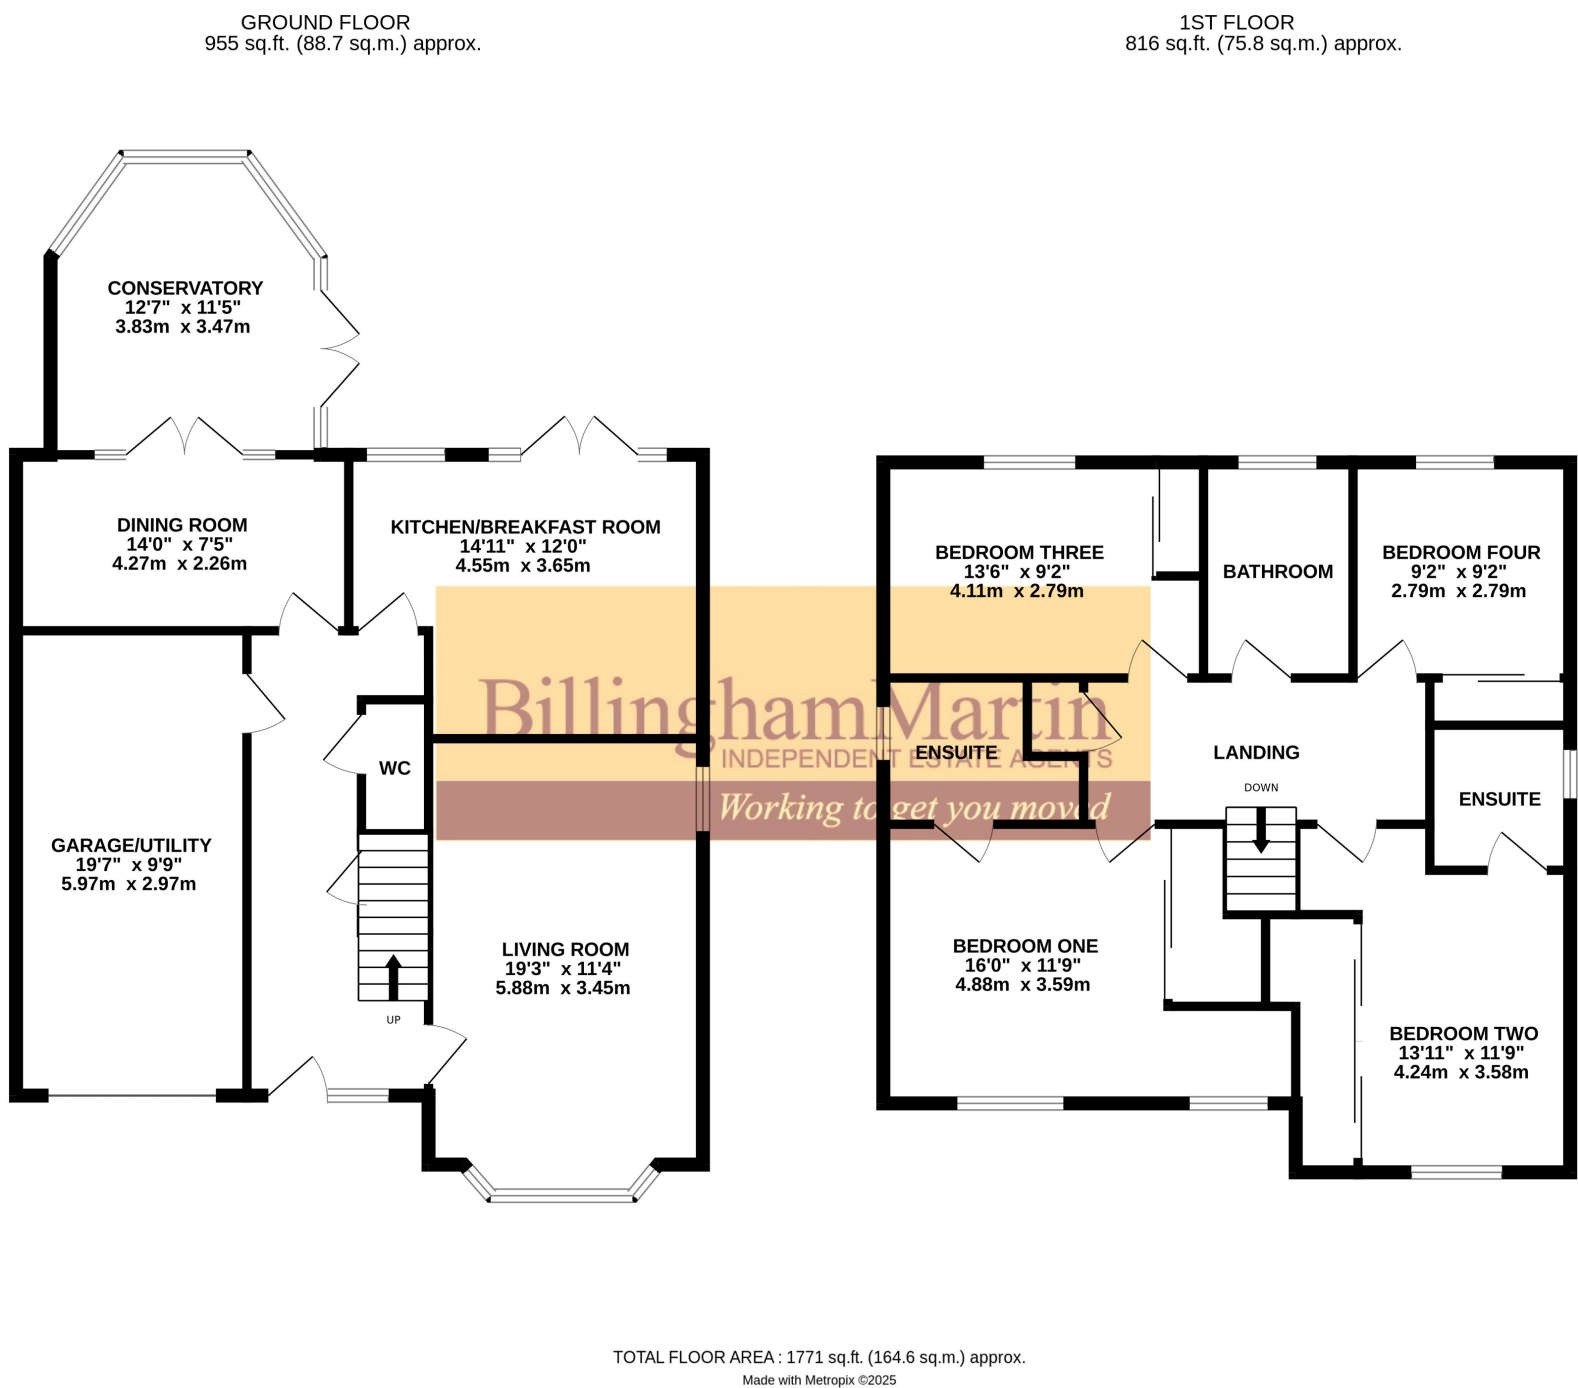 GROUND FLOOR
955 sq.ft. (88.7 sq.m.) approx.
1ST FLOOR
816 sq.ft. (75.8 sq.m.) approx.
CONSERVATORY
12'7" x 11'5"
3.83m x 3.47m
DINING ROOM
14'0" x 7'5"
4.27m x 2.26m
KITCHEN/BREAKFAST ROOM
14'11" x 12'0"
4.55m x 3.65m
GARAGE/UTILITY
19'7" x 9'9"
5.97m x 2.97m
WC
UP
LIVING ROOM
19'3" x 11'4"
5.88m x 3.45m
BEDROOM THREE
13'6" x 9'2"
4.11m x 2.79m
BATHROOM
BEDROOM FOUR
9'2" x 9'2"
2.79m x 2.79m
ENSUITE
LANDING
DOWN
ENSUITE
BEDROOM ONE
16'0" x 11'9"
4.88m x 3.59m
BEDROOM TWO
13'11" x 11'9"
4.24m x 3.58m
BillinghamMartin
INDEPENDENT ESTATE AGENTS
Working to get you moved
TOTAL FLOOR AREA : 1771 sq.ft. (164.6 sq.m.) approx.
Made with Metropix ©2025